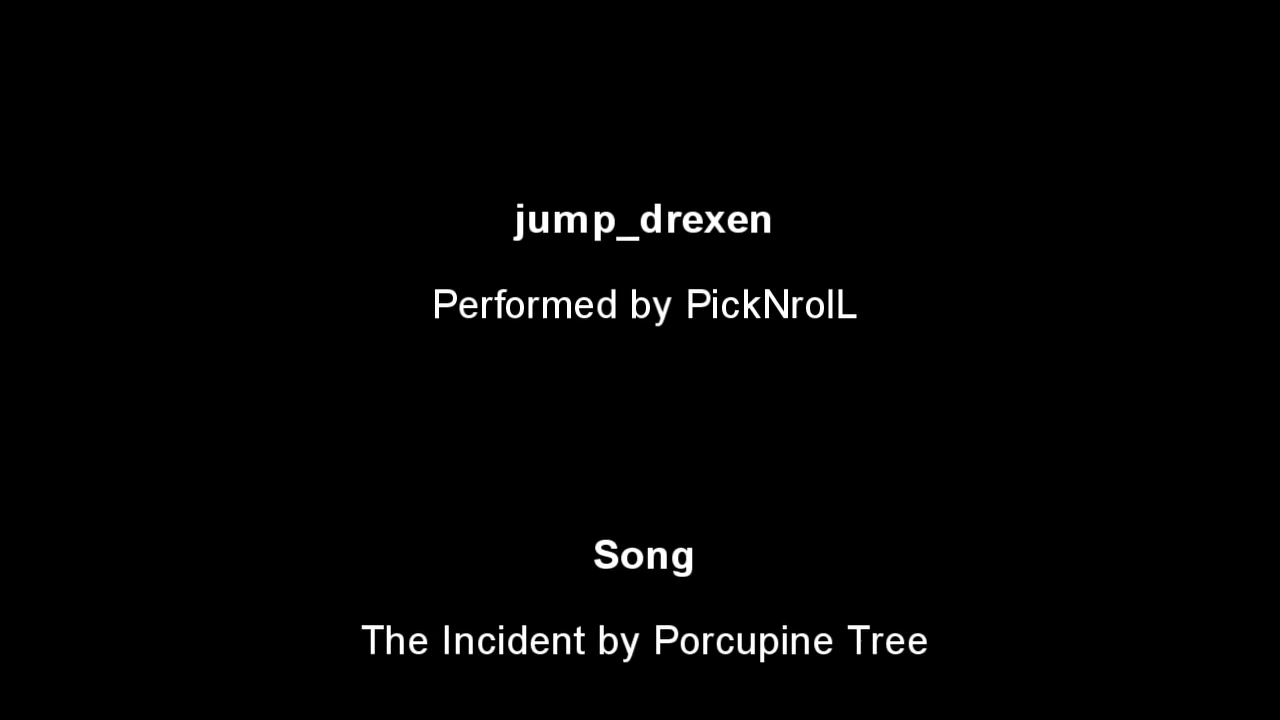 jump_drexen
Performed by PickNrolL
Song
The Incident by Porcupine Tree